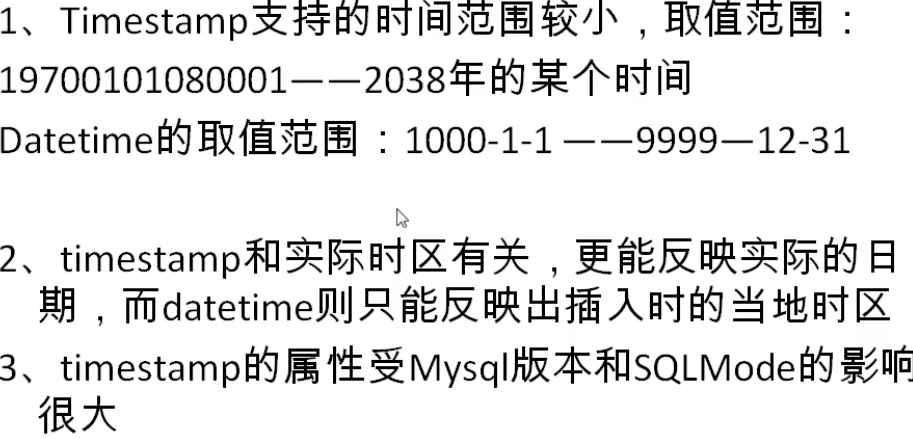 1、Timestamp支持的时间范围较小，取值范围：
19700101080001——2038年的某个时间
Datetime的取值范围：1000-1-1 ——9999—12-31
2、timestamp和实际时区有关，更能反映实际的日
期，而datetime则只能反映出插入时的当地时区
3、timestamp的属性受Mysql版本和SQLMode的影响
很大